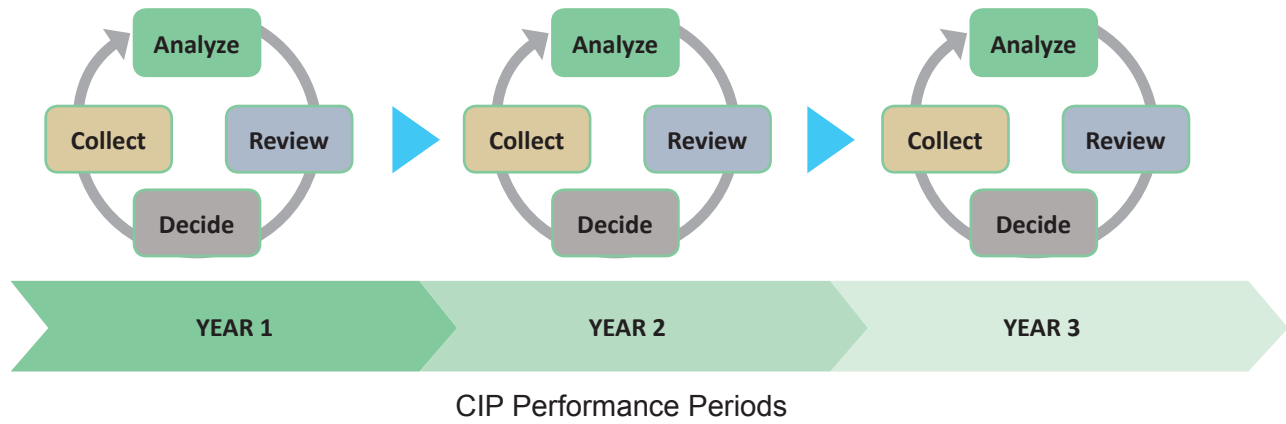 Analyze
Collect
Review
Decide
Analyze
Collect
Review
Decide
Analyze
Collect
Review
Decide
YEAR 1
YEAR 2
YEAR 3
CIP Performance Periods